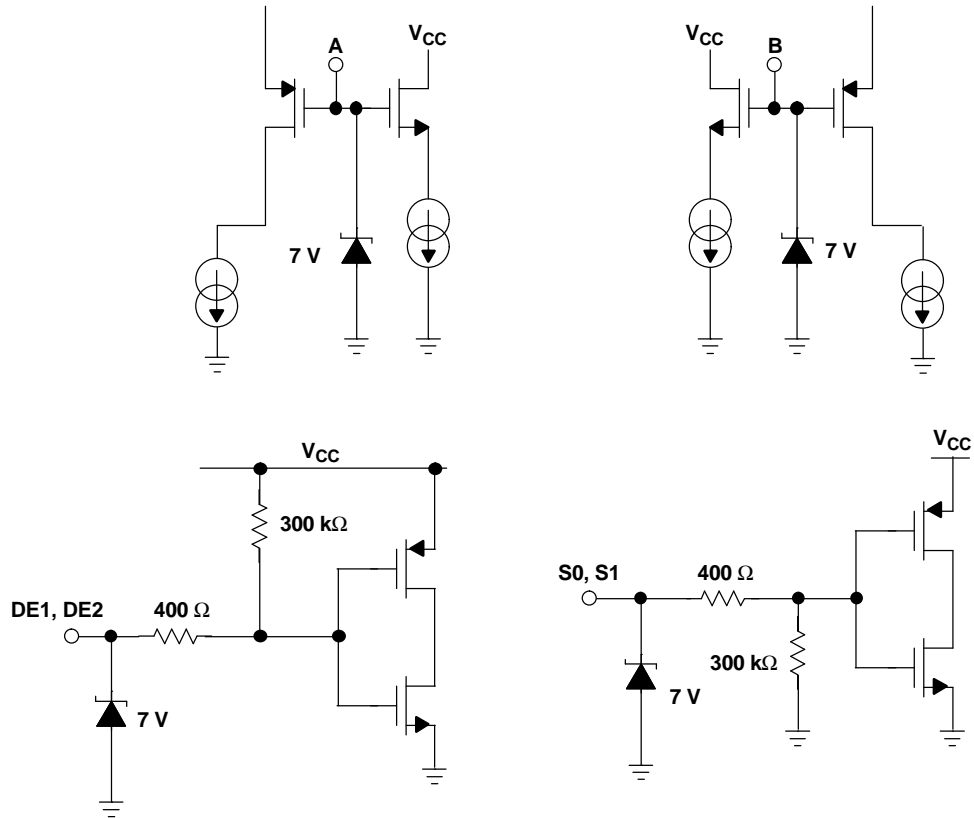 A
VCC
7 V
VCC
B
7 V
VCC
300 kΩ
DE1, DE2
400 Ω
7 V
VCC
S0, S1
400 Ω
300 kΩ
7 V